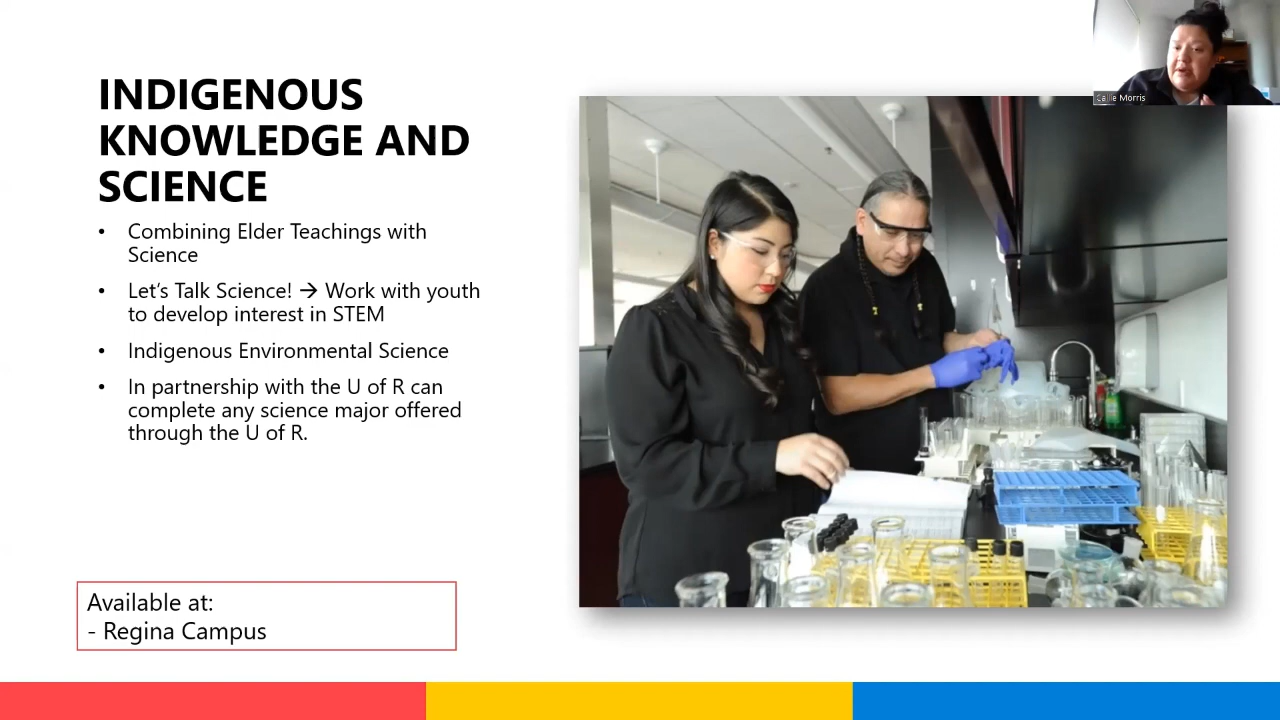 INDIGENOUS
KNOWLEDGE AND
SCIENCE
• Combining Elder Teachings with
Science
• Let's Talk Science! → Work with youth
to develop interest in STEM
• Indigenous Environmental Science
• In partnership with the U of R can
complete any science major offered
through the U of R.
Available at:
- Regina Campus
Callie Morris